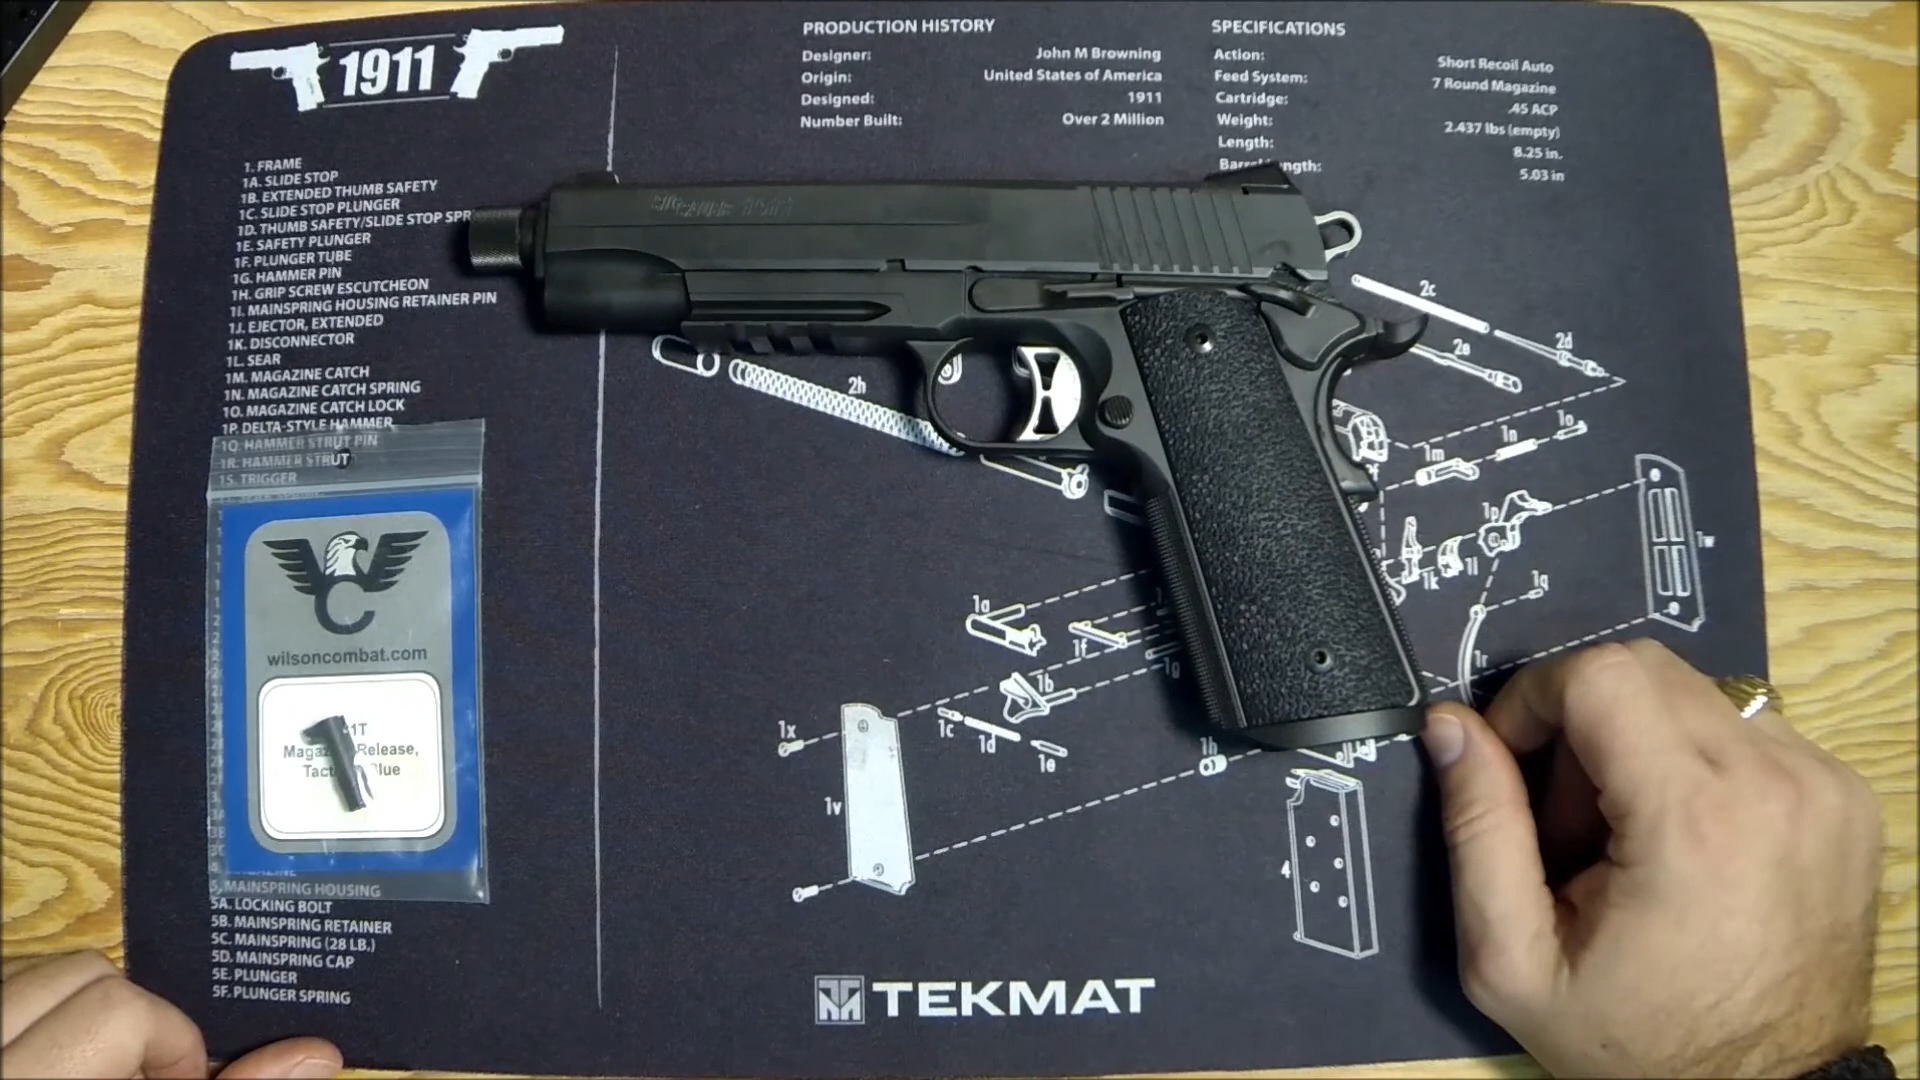 1911
PRODUCTION HISTORY
Designer: John M Browning
Origin: United States of America
Designed: 1911
Number Built: Over 2 Million
SPECIFICATIONS
Action: Short Recoil Auto
Feed System: 7 Round Magazine
Cartridge: .45 ACP
Weight: 2.437 lbs (empty)
Length: 8.25 in.
5.03 in
1. FRAME
1A. SLIDE STOP
1B. EXTENDED THUMB SAFETY
1C. SLIDE STOP PLUNGER
1D. THUMB SAFETY/SLIDE STOP SPR
1E. SAFETY PLUNGER
1F. PLUNGER TUBE
1G. HAMMER PIN
1H. GRIP SCREW ESCUTCHEON
1I. MAINSPRING HOUSING RETAINER PIN
1J. EJECTOR, EXTENDED
1K. DISCONNECTOR
1L. SEAR
1M. MAGAZINE CATCH
1N. MAGAZINE CATCH SPRING
1O. MAGAZINE CATCH LOCK
1P. DELTA-STYLE HAMMER
1Q. HAMMER STRUT PIN
1R. HAMMER STRUT
1S. TRIGGER
wilsoncombat.com
1T
Release,
5. MAINSPRING HOUSING
5A. LOCKING BOLT
5B. MAINSPRING RETAINER
5C. MAINSPRING (28 LB.)
5D. MAINSPRING CAP
5E. PLUNGER
5F. PLUNGER SPRING
2c
2d
2e
2h
1o
1n
1m
1p
1w
1l
1k
1q
1a
1f
1g
1r
1b
1c
1d
1e
1x
1h
1v
4
TEKMAT